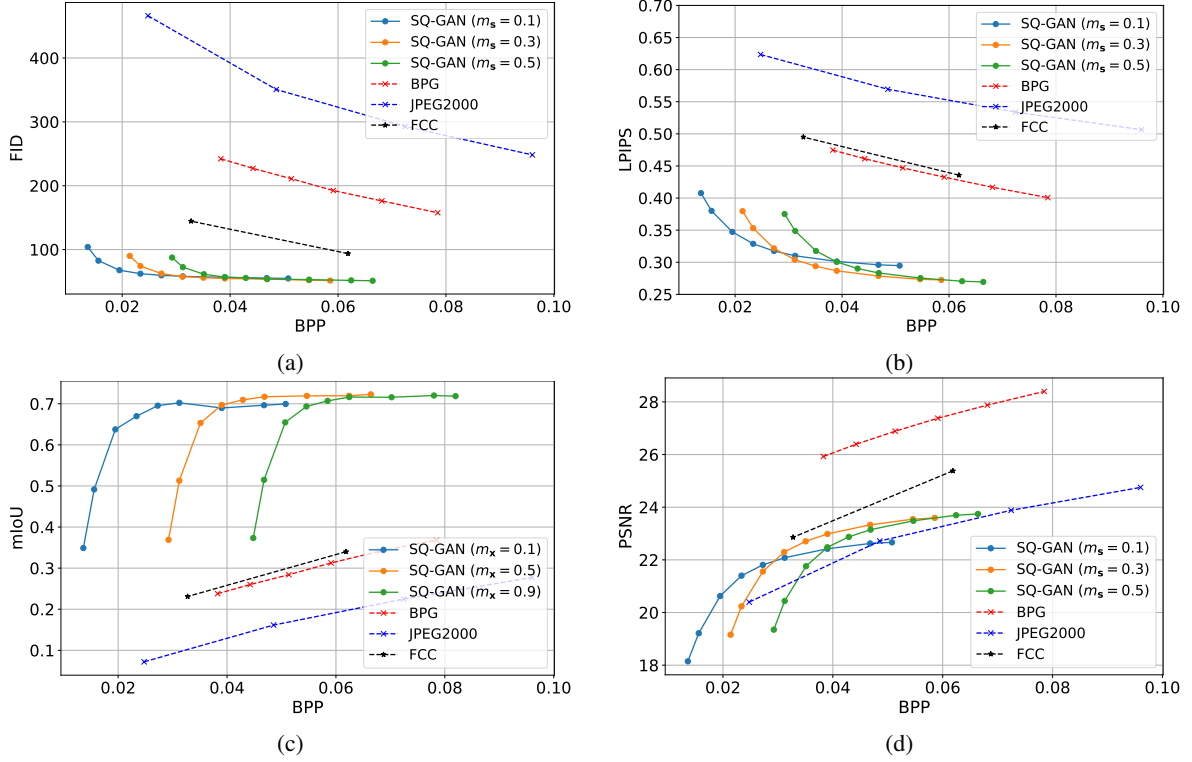 400
300
200
100
FID
0.02 0.04 0.06 0.08 0.10
BPP
SQ-GAN (mₛ = 0.1)
SQ-GAN (mₛ = 0.3)
SQ-GAN (mₛ = 0.5)
BPG
JPEG2000
FCC
(a)
0.70
0.65
0.60
0.55
0.50
0.45
0.40
0.35
0.30
0.25
LPIPS
0.02 0.04 0.06 0.08 0.10
BPP
SQ-GAN (mₛ = 0.1)
SQ-GAN (mₛ = 0.3)
SQ-GAN (mₛ = 0.5)
BPG
JPEG2000
FCC
(b)
0.7
0.6
0.5
0.4
0.3
0.2
0.1
mIoU
0.02 0.04 0.06 0.08 0.10
BPP
SQ-GAN (mₓ = 0.1)
SQ-GAN (mₓ = 0.5)
SQ-GAN (mₓ = 0.9)
BPG
JPEG2000
FCC
(c)
28
26
24
22
20
18
PSNR
0.02 0.04 0.06 0.08 0.10
BPP
SQ-GAN (mₛ = 0.1)
SQ-GAN (mₛ = 0.3)
SQ-GAN (mₛ = 0.5)
BPG
JPEG2000
FCC
(d)